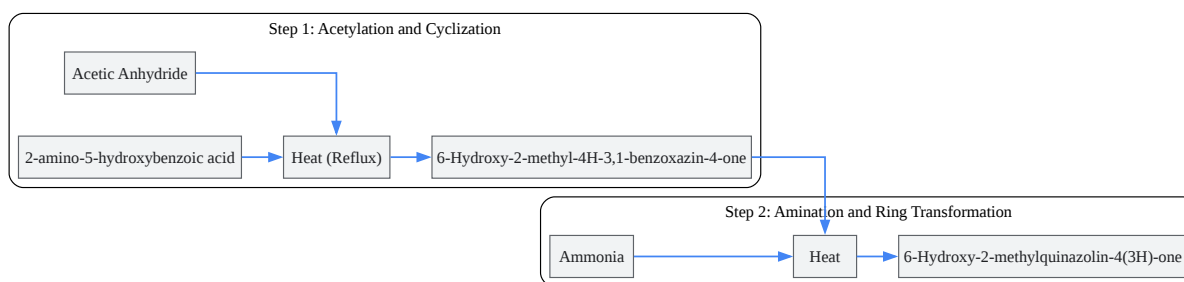 Step 1: Acetylation and Cyclization
Acetic Anhydride
2-amino-5-hydroxybenzoic acid
Heat (Reflux)
6-Hydroxy-2-methyl-4H-3,1-benzoxazin-4-one
Step 2: Amination and Ring Transformation
Ammonia
Heat
6-Hydroxy-2-methylquinazolin-4(3H)-one